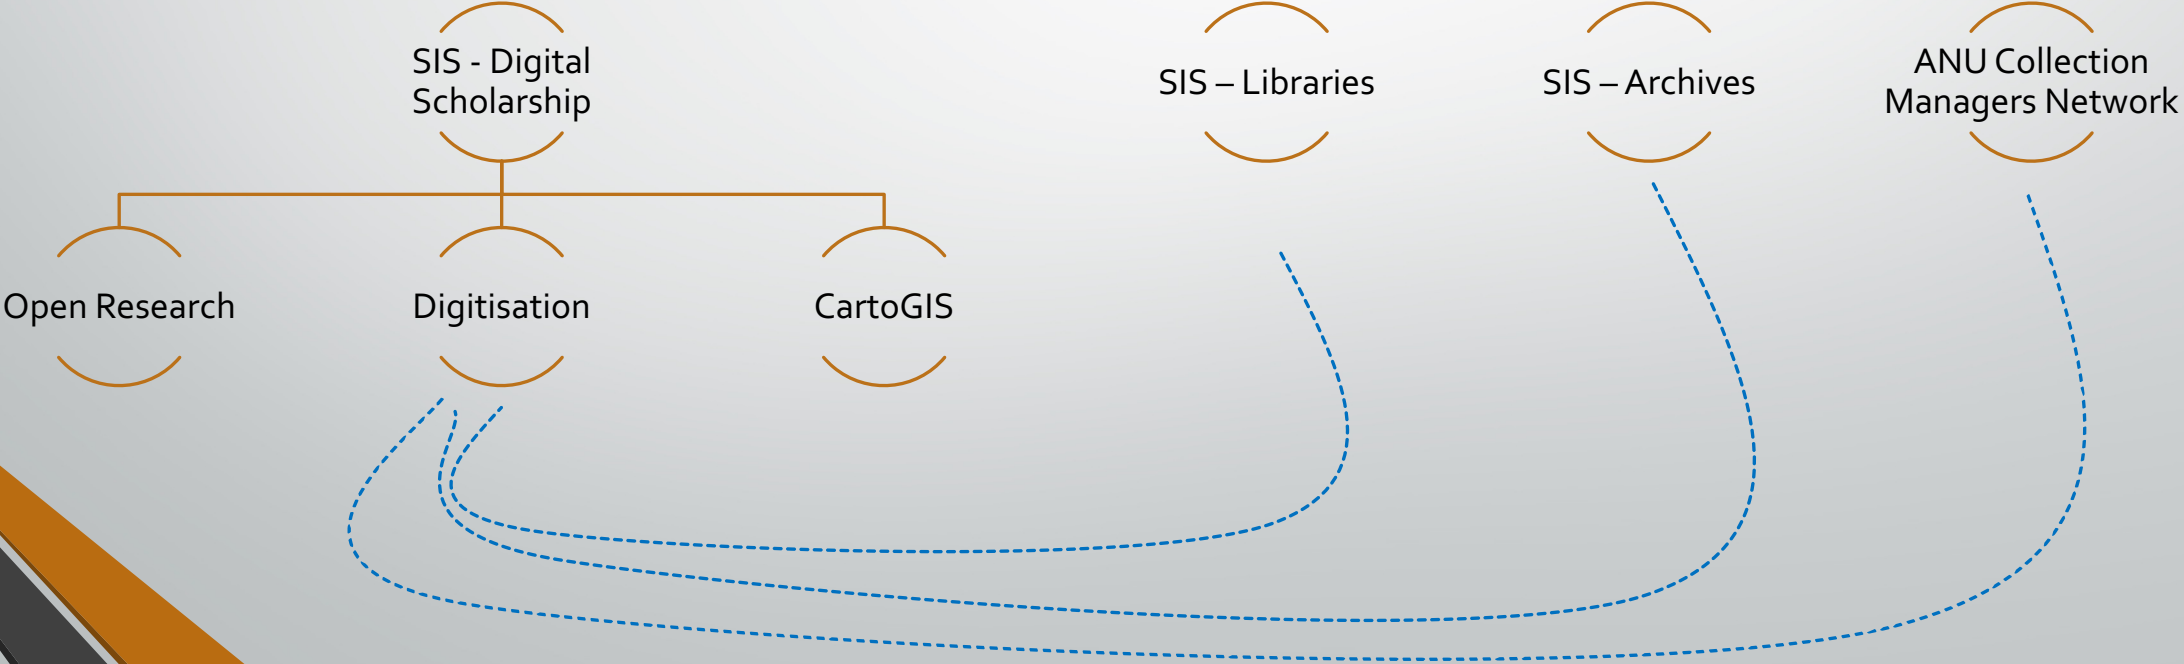 SIS - Digital
Scholarship
SIS – Libraries
SIS – Archives
ANU Collection
Managers Network
Open Research
Digitisation
CartoGIS